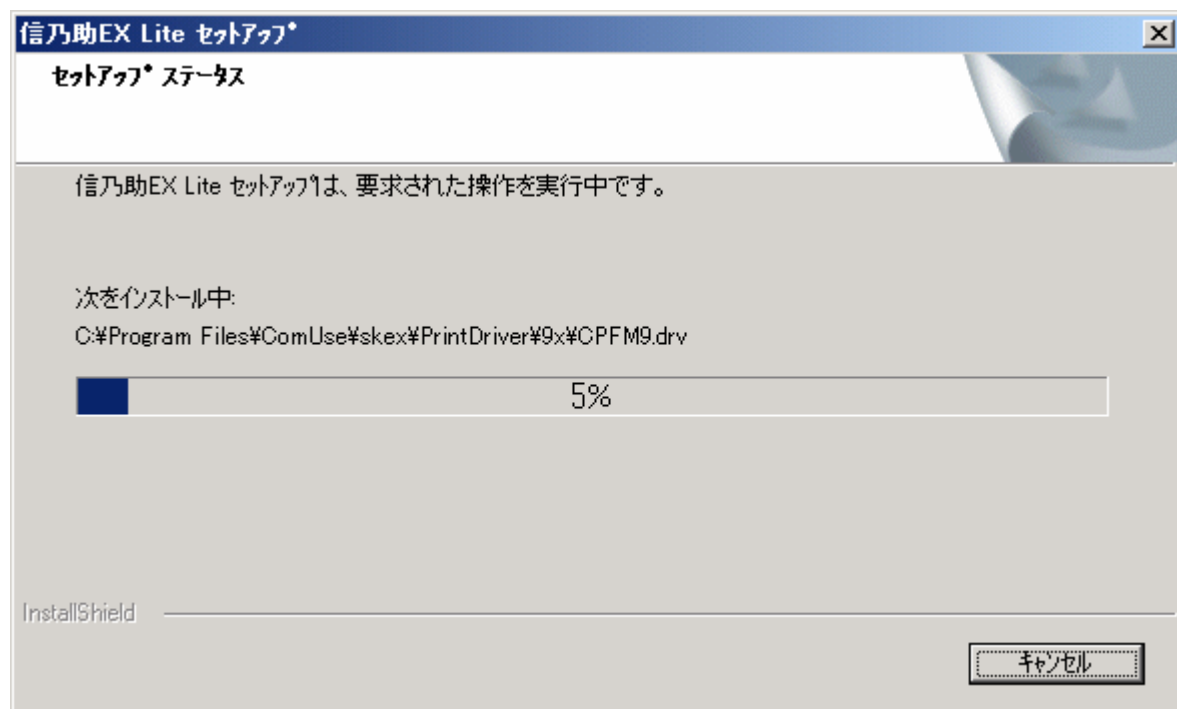 信乃助EX Lite セットアップ
セットアップ ステータス
信乃助EX Lite セットアップは、要求された操作を実行中です。
次をインストール中:
C:¥Program Files¥ComUse¥skex¥PrintDriver¥9x¥CPFM9.drv
5%
InstallShield
キャンセル